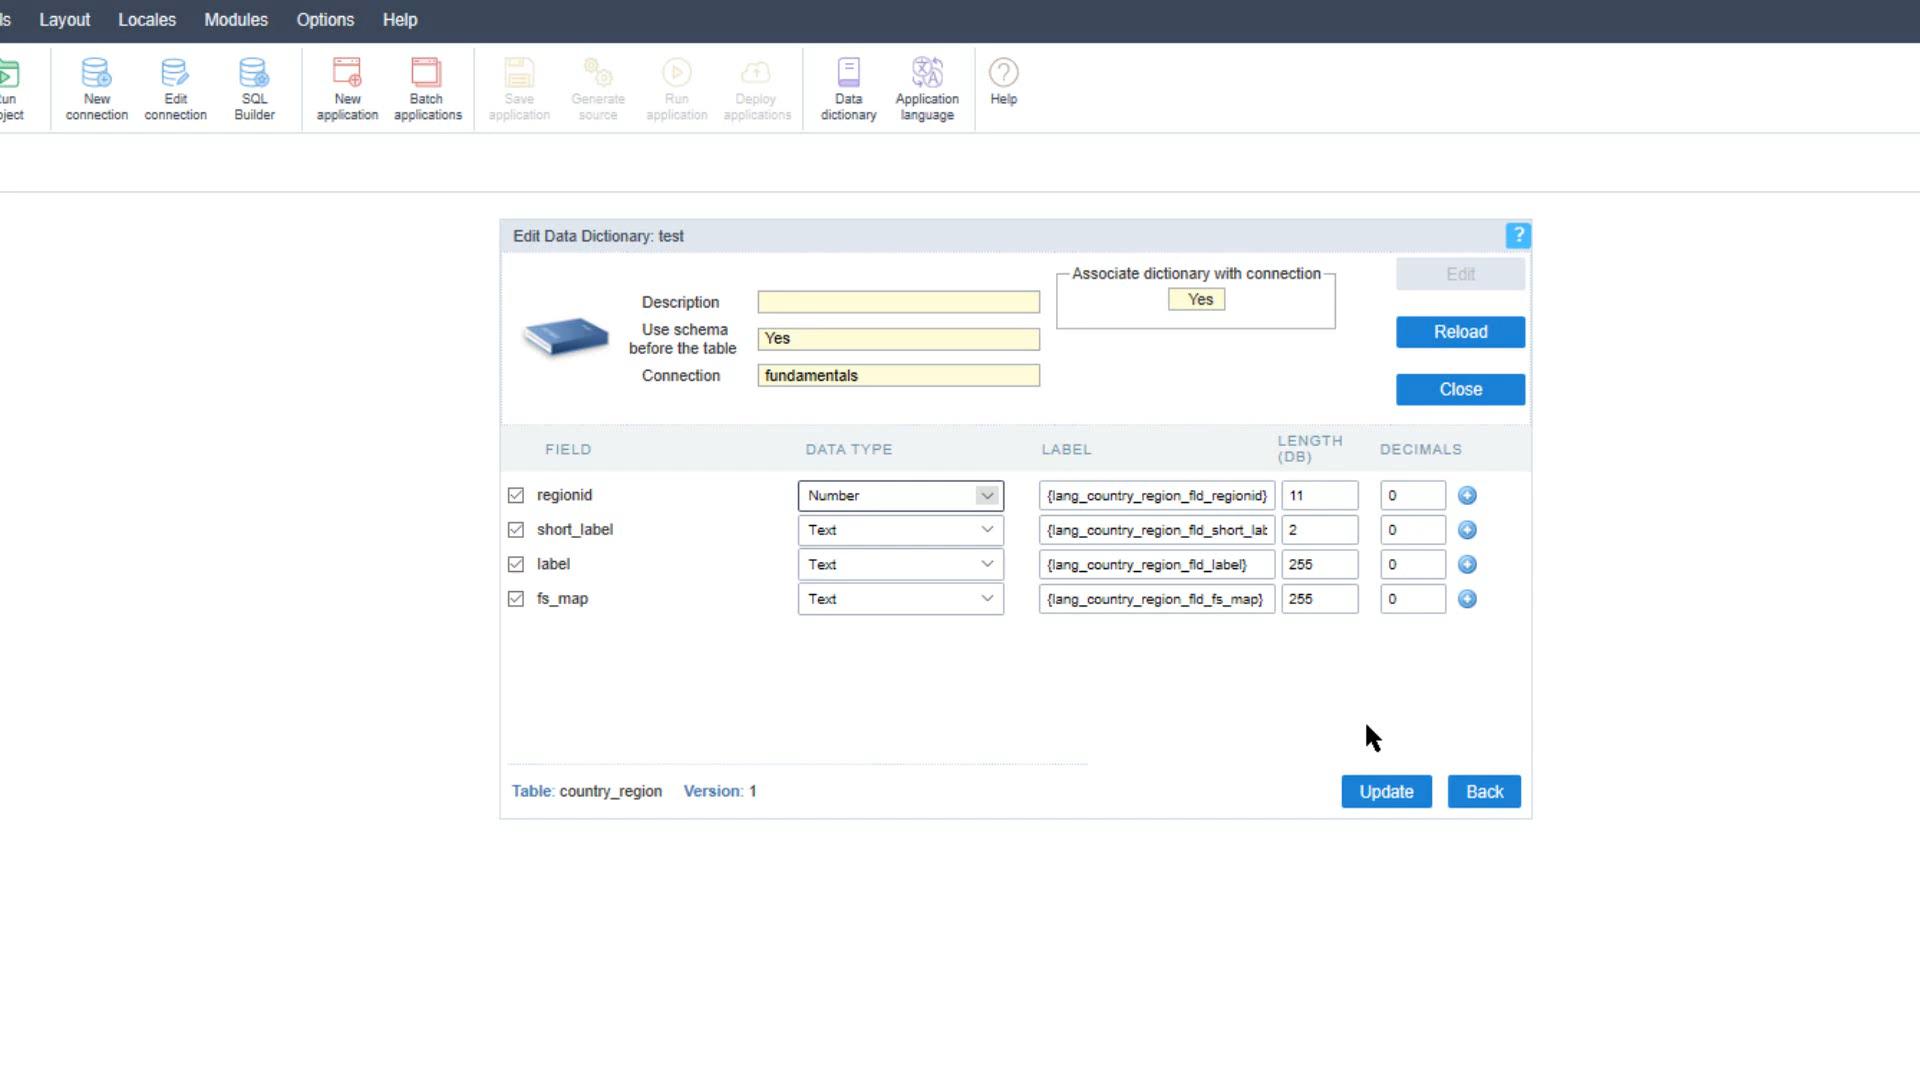 ls Layout Locales Modules Options Help
un
ject
New
connection
Edit
connection
SQL
Builder
New
application
Batch
applications
Save
application
Generate
source
Run
application
Deploy
applications
Data
dictionary
Application
language
Help
Edit Data Dictionary: test
?
Description
Use schema
before the table
Yes
Connection
fundamentals
Associate dictionary with connection
Yes
Edit
Reload
Close
FIELD DATA TYPE LABEL LENGTH
(DB) DECIMALS
regionid Number {lang_country_region_fld_regionid} 11 0
short_label Text {lang_country_region_fld_short_lab 2 0
label Text {lang_country_region_fld_label} 255 0
fs_map Text {lang_country_region_fld_fs_map} 255 0
Table: country_region Version: 1
Update Back